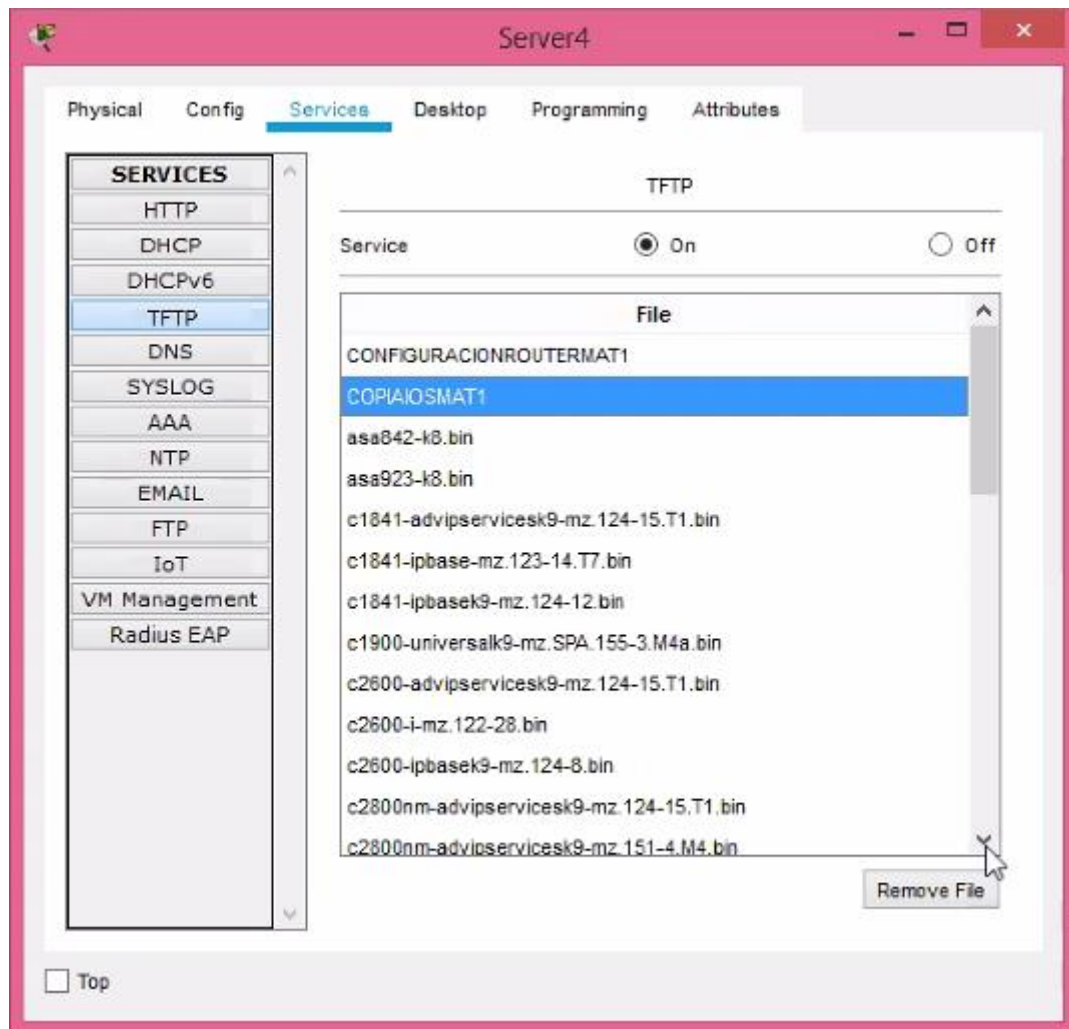 Server4
Physical Config Services Desktop Programming Attributes
SERVICES
HTTP
DHCP
DHCPv6
TFTP
DNS
SYSLOG
AAA
NTP
EMAIL
FTP
IoT
VM Management
Radius EAP
TFTP
Service On Off
File
CONFIGURACIONROUTERMAT1
COPIAIOSMAT1
asa842-k8.bin
asa923-k8.bin
c1841-advipservicesk9-mz.124-15.T1.bin
c1841-ipbase-mz.123-14.T7.bin
c1841-ipbasek9-mz.124-12.bin
c1900-universalk9-mz.SPA.155-3.M4a.bin
c2600-advipservicesk9-mz.124-15.T1.bin
c2600-i-mz.122-28.bin
c2600-ipbasek9-mz.124-8.bin
c2800nm-advipservicesk9-mz.124-15.T1.bin
c2800nm-advipservicesk9-mz.151-4.M4.bin
Remove File
Top